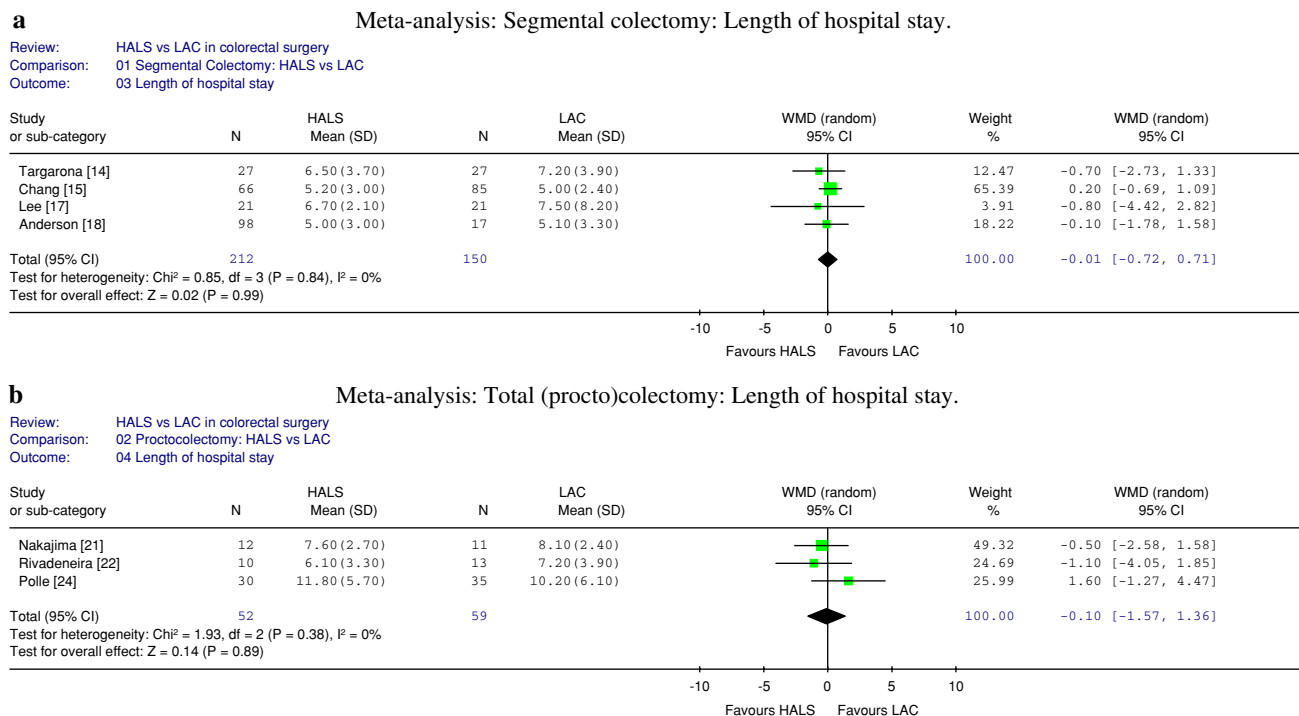 a Meta-analysis: Segmental colectomy: Length of hospital stay.
Review: HALS vs LAC in colorectal surgery
Comparison: 01 Segmental Colectomy: HALS vs LAC
Outcome: 03 Length of hospital stay
Study HALS LAC WMD (random) Weight WMD (random)
or sub-category N Mean (SD) N Mean (SD) 95% CI % 95% CI
Targarona [14] 27 6.50(3.70) 27 7.20(3.90) 12.47 -0.70 [-2.73, 1.33]
Chang [15] 66 5.20(3.00) 85 5.00(2.40) 65.39 0.20 [-0.69, 1.09]
Lee [17] 21 6.70(2.10) 21 7.50(8.20) 3.91 -0.80 [-4.42, 2.82]
Anderson [18] 98 5.00(3.00) 17 5.10(3.30) 18.22 -0.10 [-1.78, 1.58]
Total (95% CI) 212 150 100.00 -0.01 [-0.72, 0.71]
Test for heterogeneity: Chi² = 0.85, df = 3 (P = 0.84), I² = 0%
Test for overall effect: Z = 0.02 (P = 0.99)
-10 -5 0 5 10
Favours HALS Favours LAC
b Meta-analysis: Total (procto)colectomy: Length of hospital stay.
Review: HALS vs LAC in colorectal surgery
Comparison: 02 Proctocolectomy: HALS vs LAC
Outcome: 04 Length of hospital stay
Study HALS LAC WMD (random) Weight WMD (random)
or sub-category N Mean (SD) N Mean (SD) 95% CI % 95% CI
Nakajima [21] 12 7.60(2.70) 11 8.10(2.40) 49.32 -0.50 [-2.58, 1.58]
Rivadeneira [22] 10 6.10(3.30) 13 7.20(3.90) 24.69 -1.10 [-4.05, 1.85]
Polle [24] 30 11.80(5.70) 35 10.20(6.10) 25.99 1.60 [-1.27, 4.47]
Total (95% CI) 52 59 100.00 -0.10 [-1.57, 1.36]
Test for heterogeneity: Chi² = 1.93, df = 2 (P = 0.38), I² = 0%
Test for overall effect: Z = 0.14 (P = 0.89)
-10 -5 0 5 10
Favours HALS Favours LAC